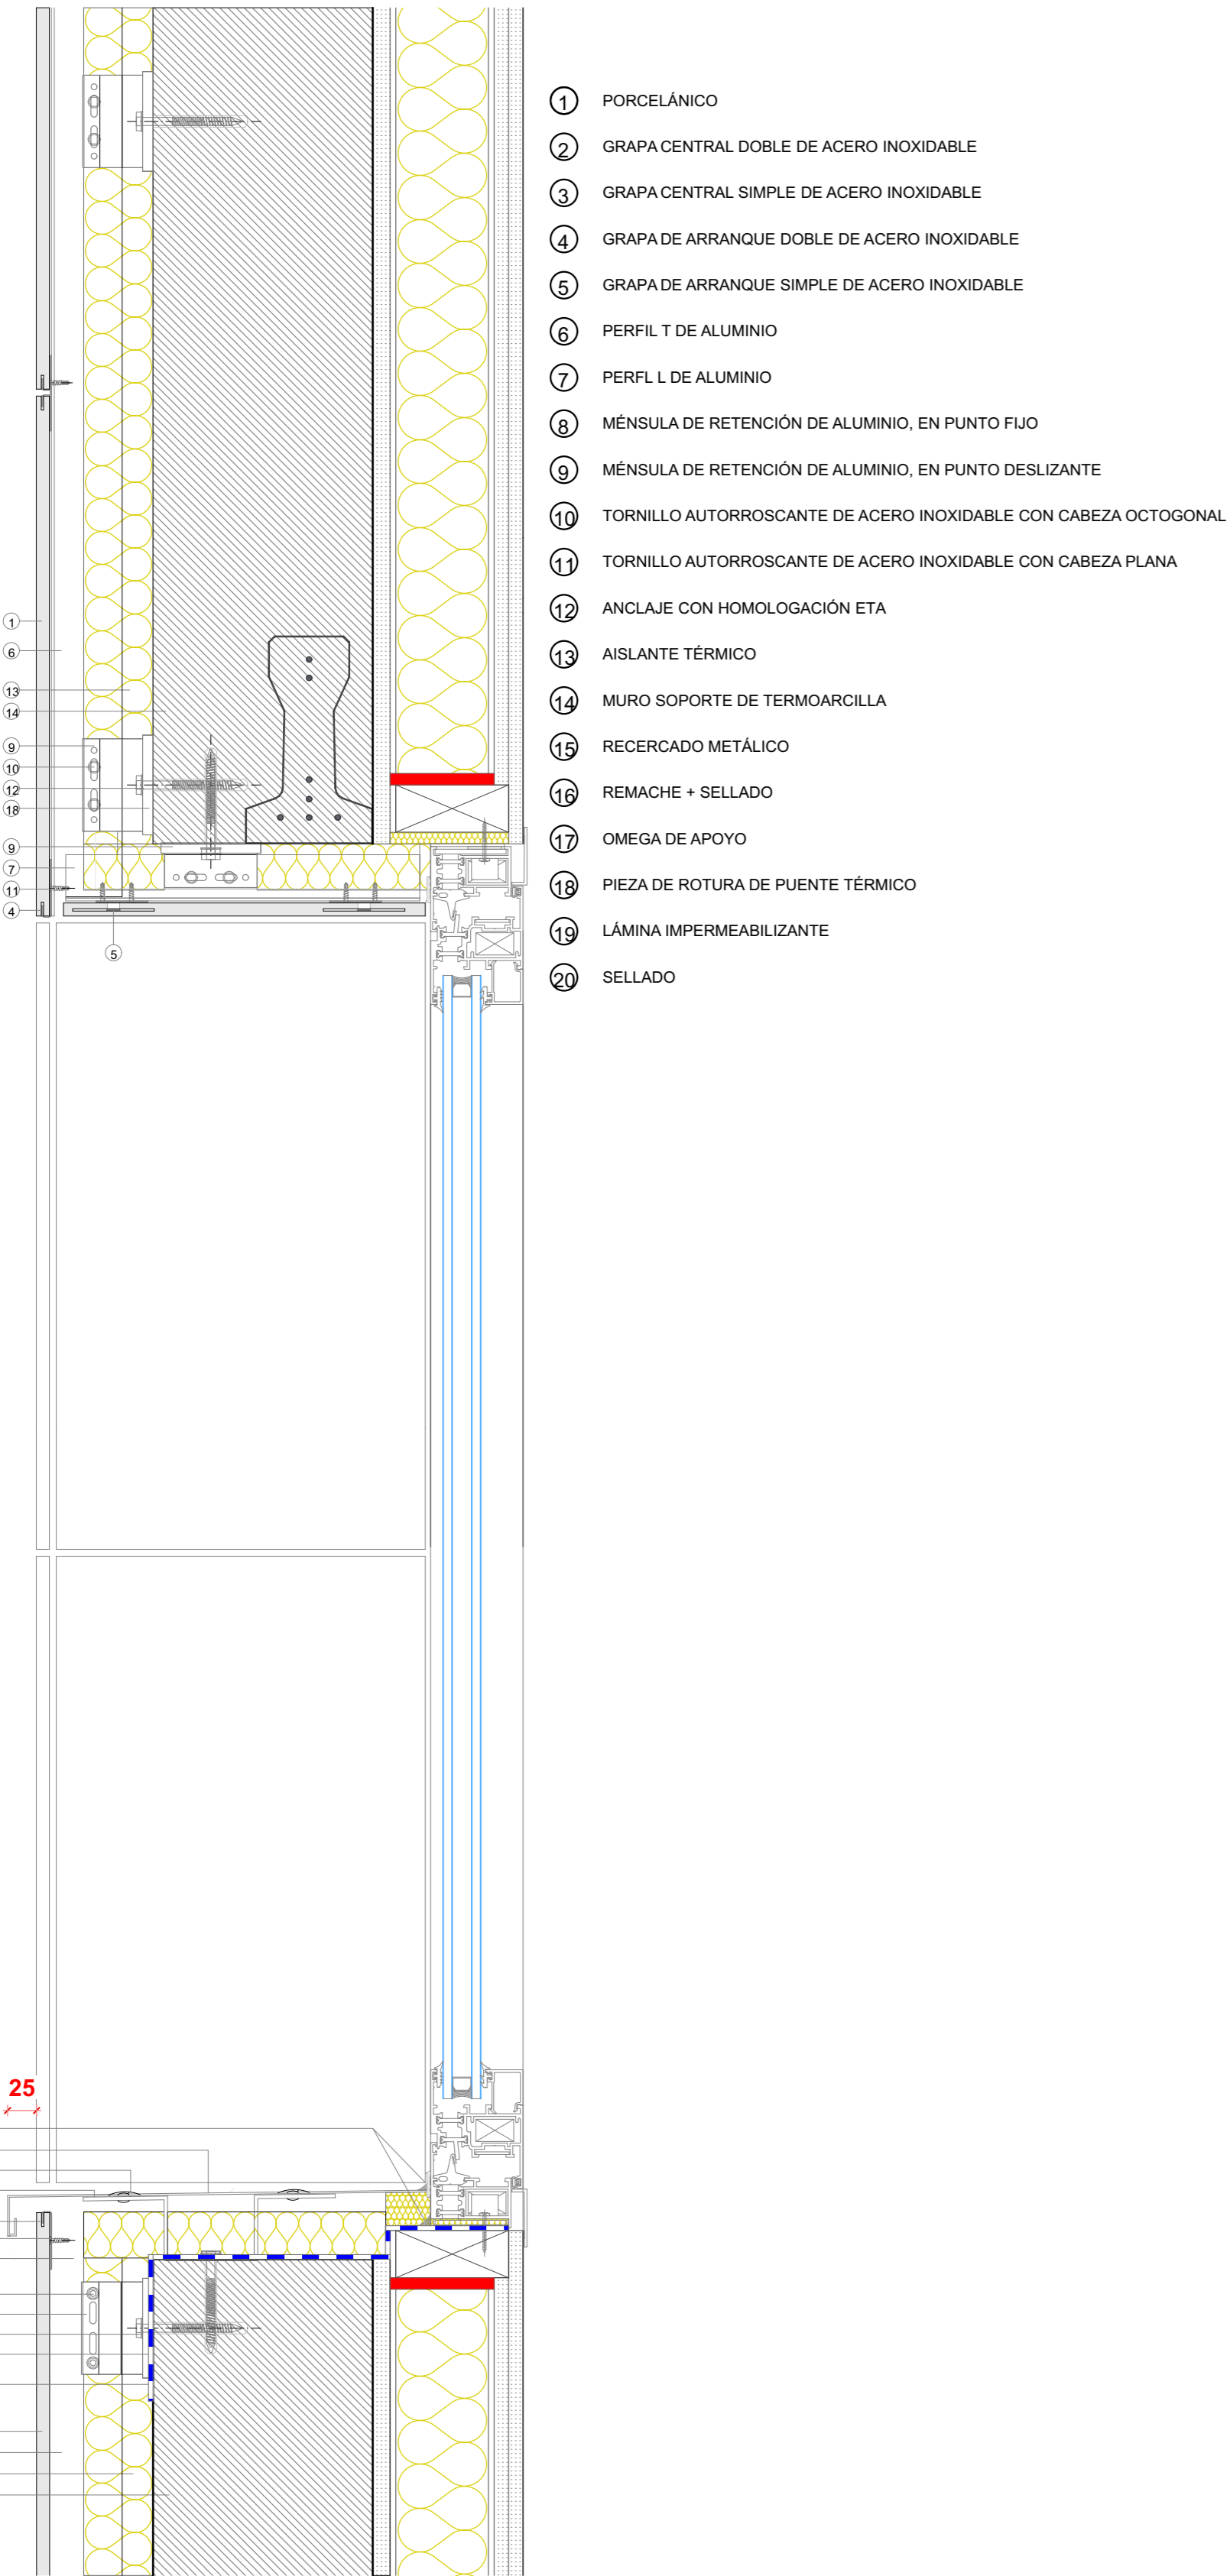 1 PORCELÁNICO
2 GRAPA CENTRAL DOBLE DE ACERO INOXIDABLE
3 GRAPA CENTRAL SIMPLE DE ACERO INOXIDABLE
4 GRAPA DE ARRANQUE DOBLE DE ACERO INOXIDABLE
5 GRAPA DE ARRANQUE SIMPLE DE ACERO INOXIDABLE
6 PERFIL T DE ALUMINIO
7 PERFL L DE ALUMINIO
8 MÉNSULA DE RETENCIÓN DE ALUMINIO, EN PUNTO FIJO
9 MÉNSULA DE RETENCIÓN DE ALUMINIO, EN PUNTO DESLIZANTE
10 TORNILLO AUTORROSCANTE DE ACERO INOXIDABLE CON CABEZA OCTOGONAL
11 TORNILLO AUTORROSCANTE DE ACERO INOXIDABLE CON CABEZA PLANA
12 ANCLAJE CON HOMOLOGACIÓN ETA
13 AISLANTE TÉRMICO
14 MURO SOPORTE DE TERMOARCILLA
15 RECERCADO METÁLICO
16 REMACHE + SELLADO
17 OMEGA DE APOYO
18 PIEZA DE ROTURA DE PUENTE TÉRMICO
19 LÁMINA IMPERMEABILIZANTE
20 SELLADO
1
6
13
14
9
10
12
18
9
7
11
4
5
25